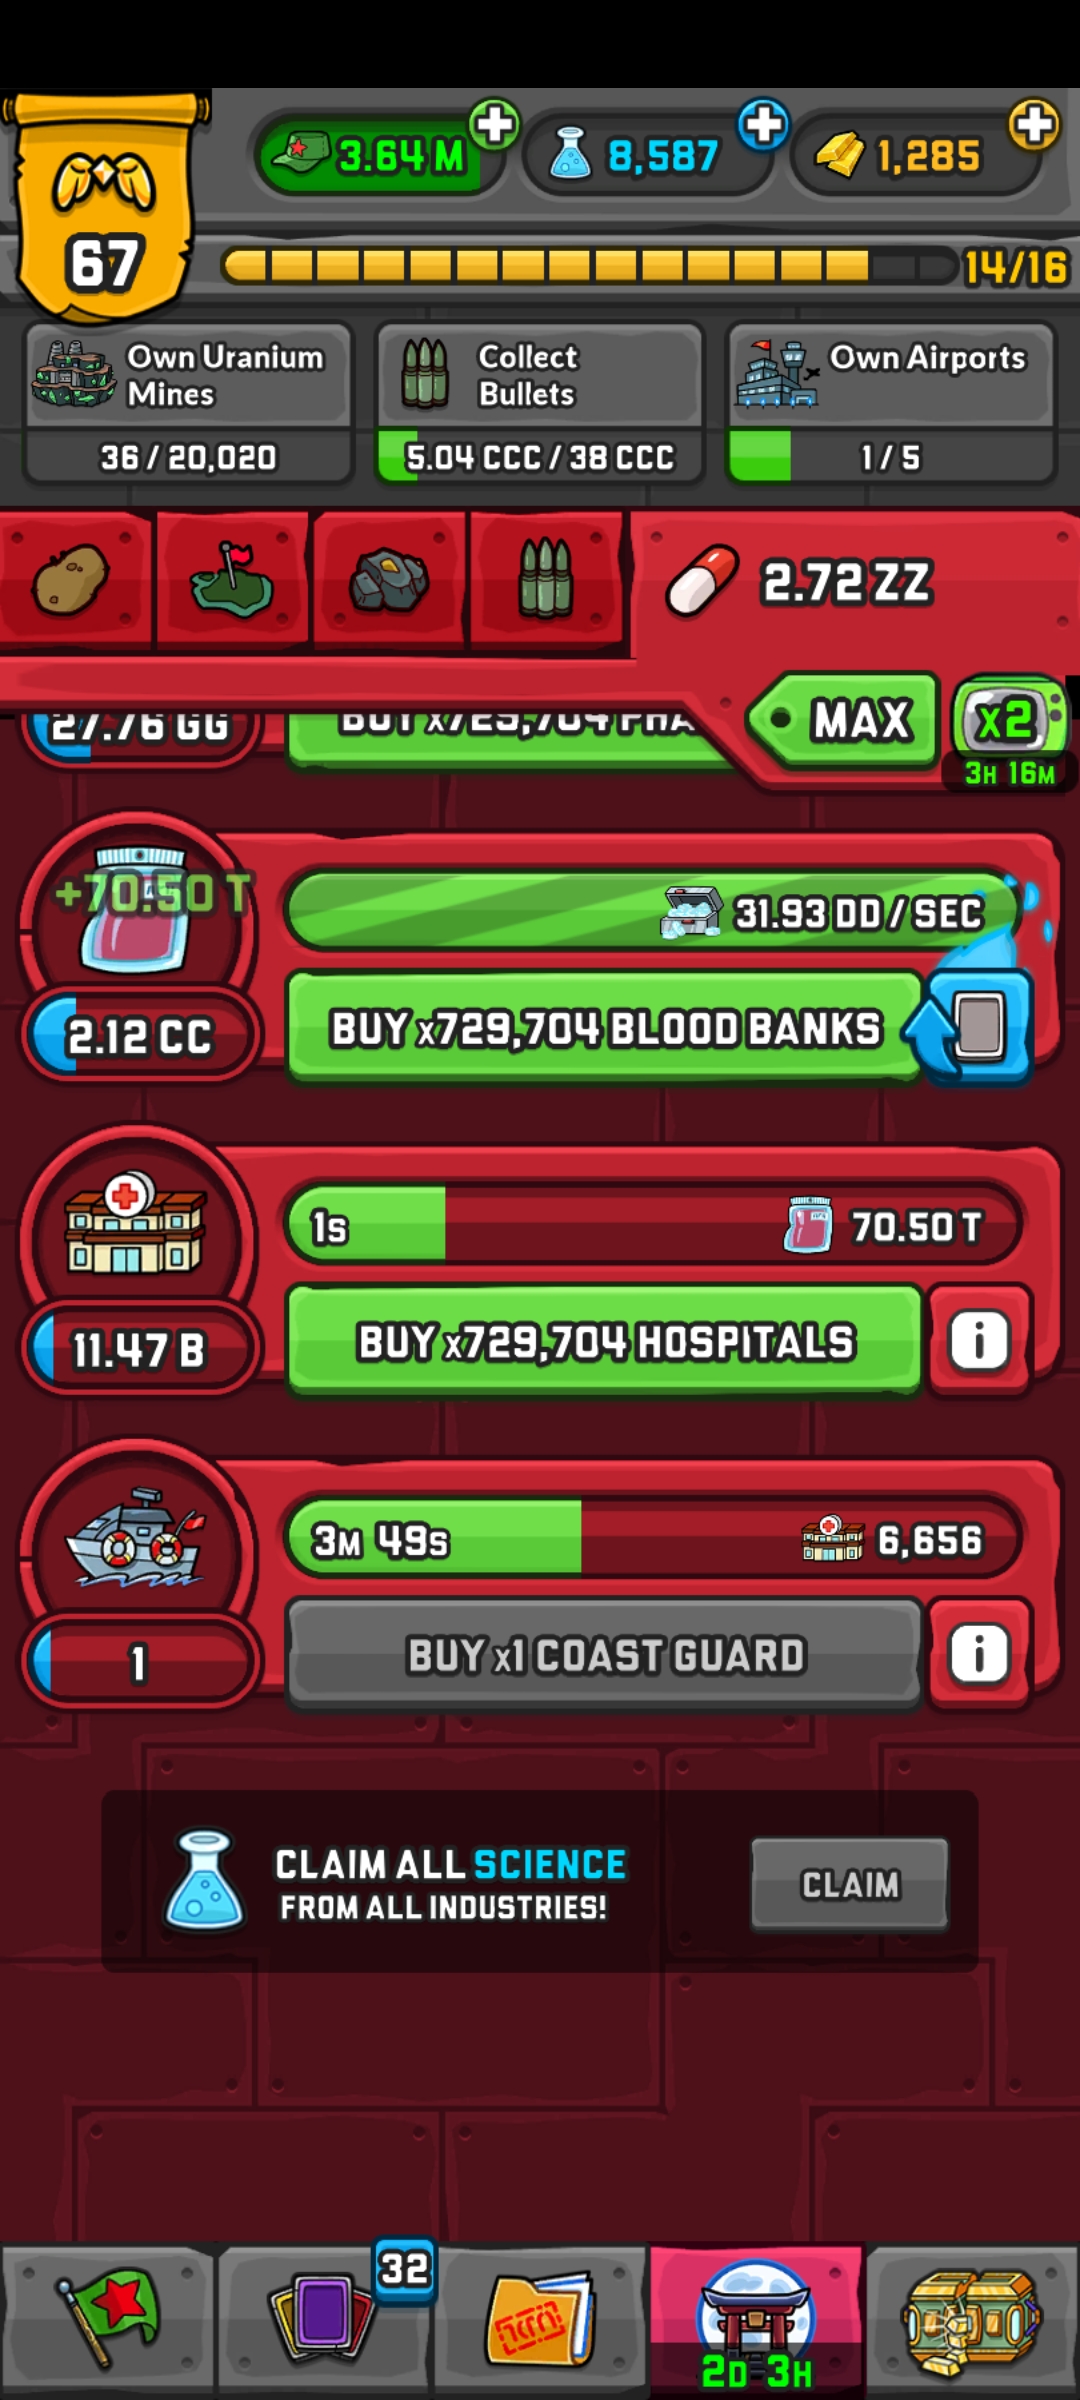 3.64 M
8,587
1,285
67
14/16
Own Uranium
Mines
36 / 20,020
Collect
Bullets
5.04 CCC / 38 CCC
Own Airports
1 / 5
2.72 ZZ
MAX
x2
3H 16M
27.76 GG
BUY x729,704 PHA
+70.50 T
31.93 DD / SEC
2.12 CC
BUY x729,704 BLOOD BANKS
1S
70.50 T
11.47 B
BUY x729,704 HOSPITALS
i
3M 49S
6,656
1
BUY x1 COAST GUARD
i
CLAIM ALL SCIENCE
FROM ALL INDUSTRIES!
CLAIM
32
2D 3H